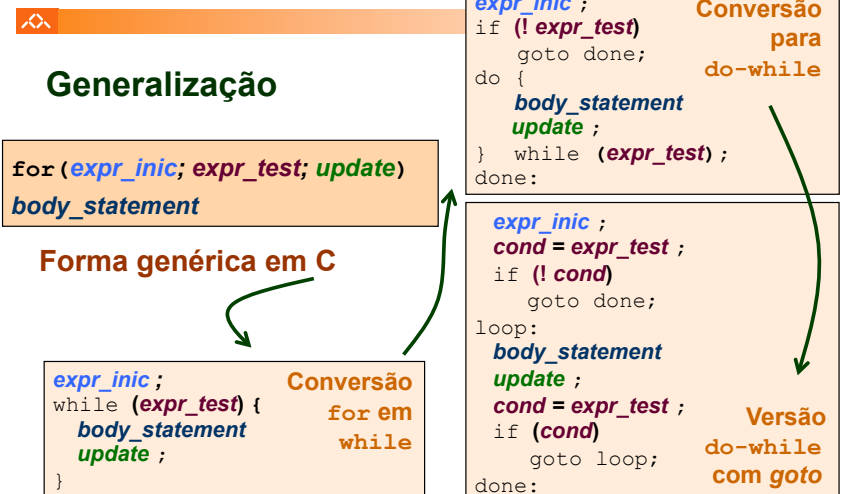 Generalização
for(expr_inic; expr_test; update)
body_statement
Forma genérica em C
expr_inic ;
while (expr_test) {
body_statement
update ;
}
Conversão
for em
while
expr_inic ;
if (! expr_test)
goto done;
do {
body_statement
update ;
} while (expr_test);
done:
Conversão
para
do-while
expr_inic ;
cond = expr_test ;
if (! cond)
goto done;
loop:
body_statement
update ;
cond = expr_test ;
if (cond)
goto loop;
done:
Versão
do-while
com goto